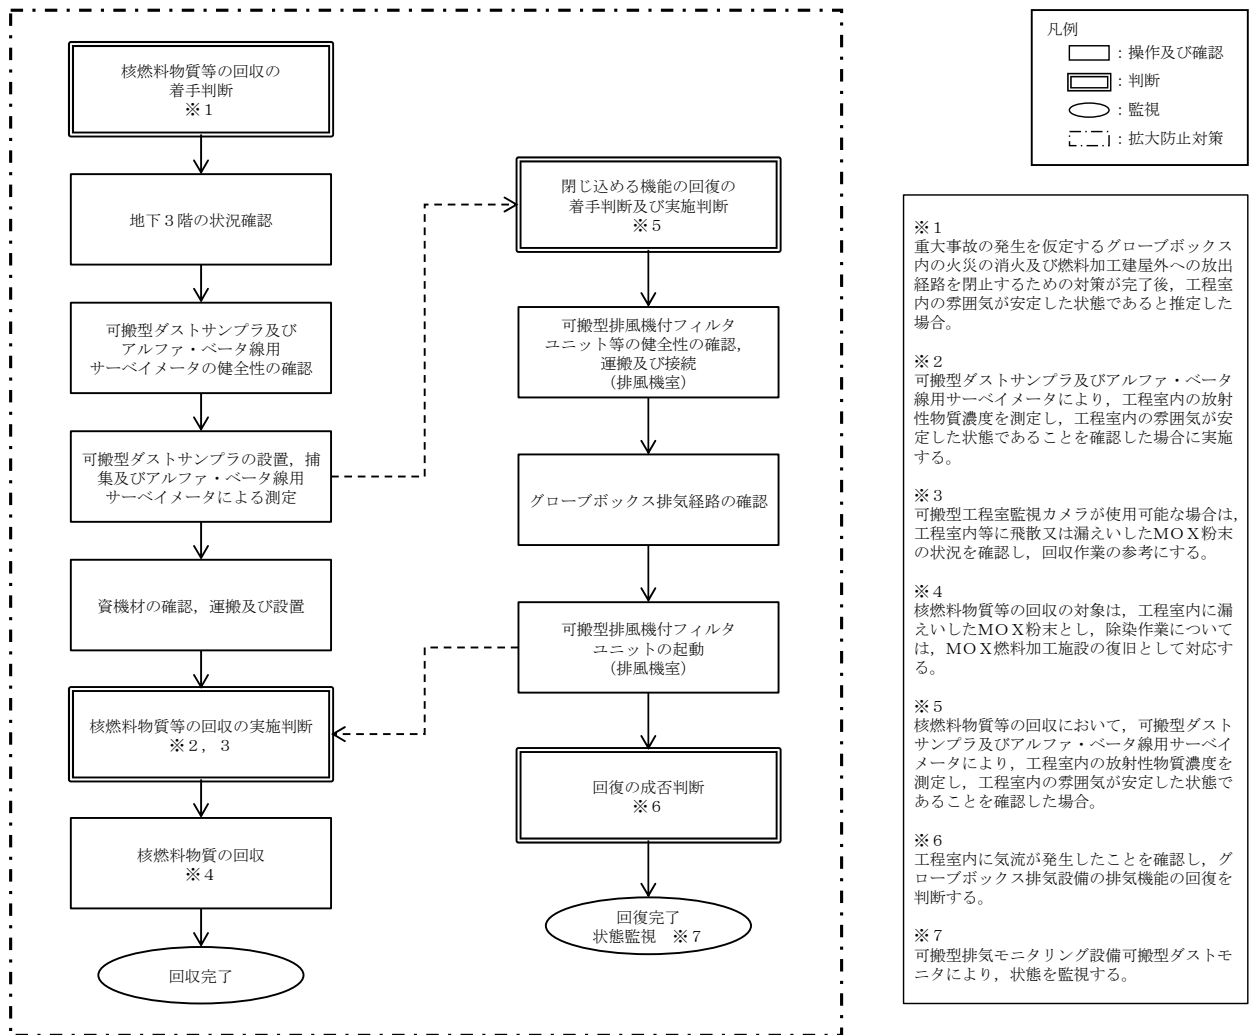 核燃料物質等の回収の
着手判断
※１
地下３階の状況確認
可搬型ダストサンプラ及び
アルファ・ベータ線用
サーベイメータの健全性の確認
可搬型ダストサンプラの設置，捕
集及びアルファ・ベータ線用
サーベイメータによる測定
資機材の確認，運搬及び設置
核燃料物質等の回収の実施判断
※２，３
核燃料物質の回収
※４
回収完了
閉じ込める機能の回復の
着手判断及び実施判断
※５
可搬型排風機付フィルタ
ユニット等の健全性の確認，
運搬及び接続
（排風機室）
グローブボックス排気経路の確認
可搬型排風機付フィルタ
ユニットの起動
（排風機室）
回復の成否判断
※６
回復完了
状態監視　※７
凡例
：操作及び確認
：判断
：監視
：拡大防止対策
※１
重大事故の発生を仮定するグローブボックス
内の火災の消火及び燃料加工建屋外への放出
経路を閉止するための対策が完了後，工程室
内の雰囲気が安定した状態であると推定した
場合。
※２
可搬型ダストサンプラ及びアルファ・ベータ
線用サーベイメータにより，工程室内の放射
性物質濃度を測定し，工程室内の雰囲気が安
定した状態であることを確認した場合に実施
する。
※３
可搬型工程室監視カメラが使用可能な場合は，
工程室内等に飛散又は漏えいしたＭＯＸ粉末
の状況を確認し，回収作業の参考にする。
※４
核燃料物質等の回収の対象は，工程室内に漏
えいしたＭＯＸ粉末とし，除染作業について
は，ＭＯＸ燃料加工施設の復旧として対応す
る。
※５
核燃料物質等の回収において，可搬型ダスト
サンプラ及びアルファ・ベータ線用サーベイ
メータにより，工程室内の放射性物質濃度を
測定し，工程室内の雰囲気が安定した状態で
あることを確認した場合。
※６
工程室内に気流が発生したことを確認し，グ
ローブボックス排気設備の排気機能の回復を
判断する。
※７
可搬型排気モニタリング設備可搬型ダストモ
ニタにより，状態を監視する。